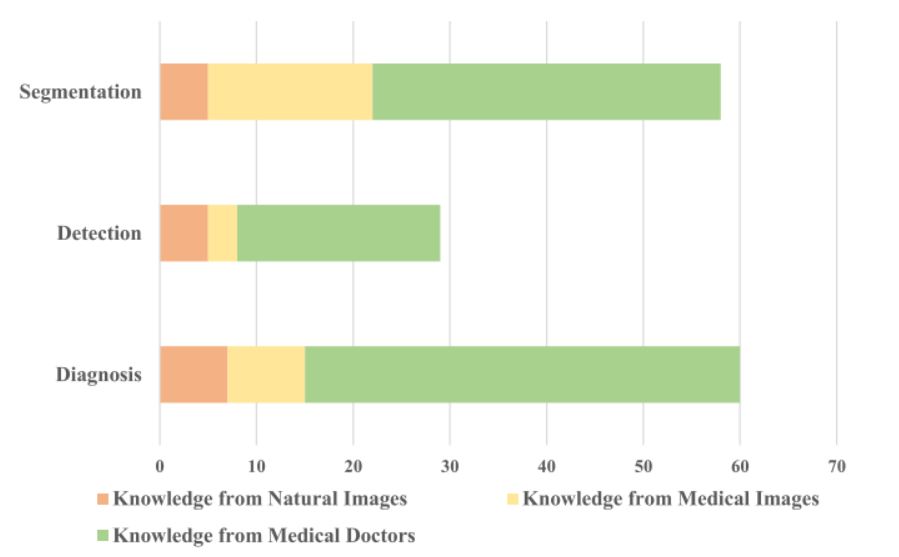 Segmentation
Detection
Diagnosis
0 10 20 30 40 50 60 70
Knowledge from Natural Images Knowledge from Medical Images
Knowledge from Medical Doctors